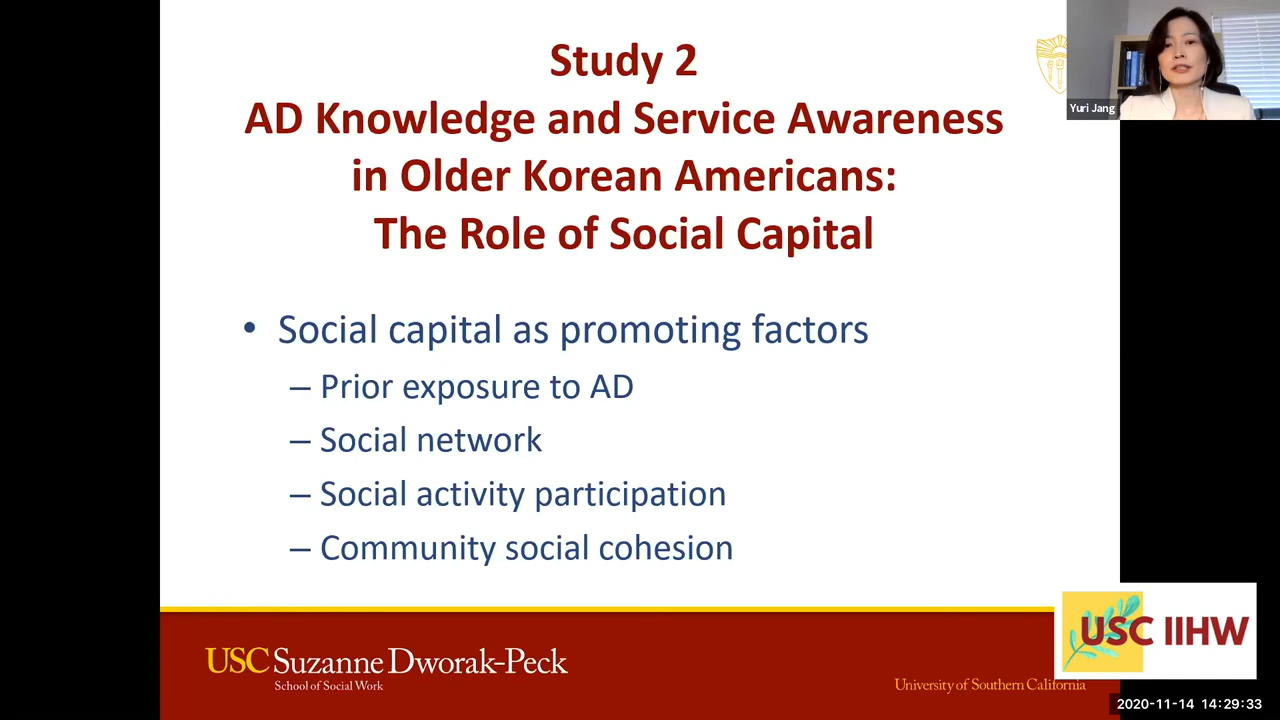 Study 2
AD Knowledge and Service Awareness
in Older Korean Americans:
The Role of Social Capital
Yuri Jang
• Social capital as promoting factors
– Prior exposure to AD
– Social network
– Social activity participation
– Community social cohesion
USC Suzanne Dworak-Peck
School of Social Work
University of Southern California
USC IIHW
2020-11-14 14:29:33